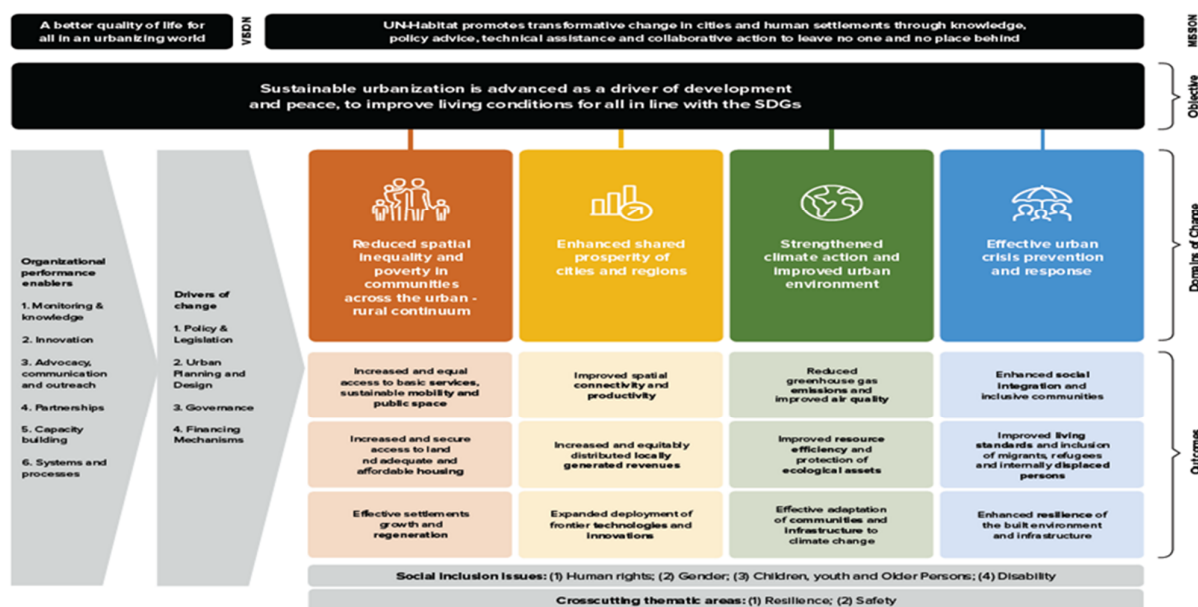 A better quality of life for
all in an urbanizing world
UN-Habitat promotes transformative change in cities and human settlements through knowledge,
policy advice, technical assistance and collaborative action to leave no one and no place behind
Sustainable urbanization is advanced as a driver of development
and peace, to improve living conditions for all in line with the SDGs
Objective
Organizational
performance
enablers
1. Monitoring &
knowledge
2. Innovation
3. Advocacy,
communication
and outreach
4. Partnerships
5. Capacity
building
6. Systems and
processes
Drivers of
change
1. Policy &
Legislation
2. Urban
Planning and
Design
3. Governance
4. Financing
Mechanisms
Reduced spatial
inequality and
poverty in
communities
across the urban -
rural continuum
Enhanced shared
prosperity of
cities and regions
Strengthened
climate action and
improved urban
environment
Effective urban
crisis prevention
and response
Domains of Change
Increased and equal
access to basic services,
sustainable mobility and
public space
Improved spatial
connectivity and
productivity
Reduced
greenhouse gas
emissions and
improved air quality
Enhanced social
integration and
inclusive communities
Increased and secure
access to land
nd adequate and
affordable housing
Increased and equitably
distributed locally
generated revenues
Improved resource
efficiency and
protection of
ecological assets
Improved living
standards and inclusion
of migrants, refugees
and internally displaced
persons
Effective settlements
growth and
regeneration
Expanded deployment of
frontier technologies and
innovations
Effective adaptation
of communities and
infrastructure to
climate change
Enhanced resilience of
the built environment
and infrastructure
Outcomes
Social inclusion issues: (1) Human rights; (2) Gender; (3) Children, youth and Older Persons; (4) Disability
Crosscutting thematic areas: (1) Resilience; (2) Safety